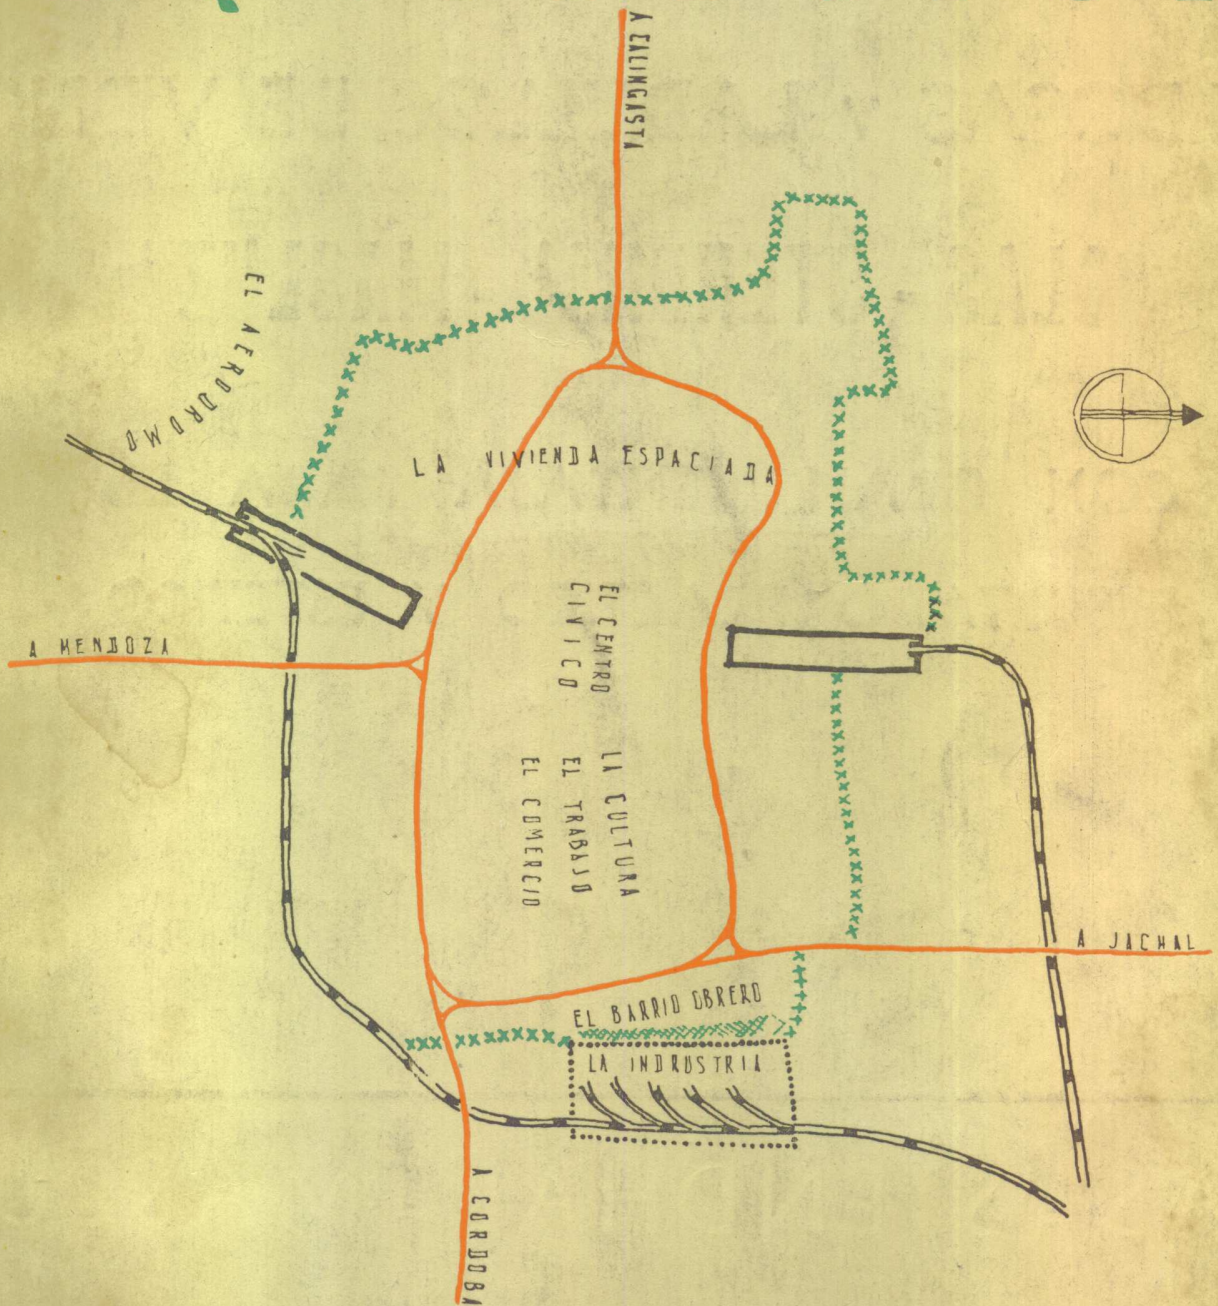 A CALINGASTA
EL AERODROMO
LA VIVIENDA ESPACIADA
A MENDOZA
EL CENTRO
CIVICO
LA CULTURA
EL TRABAJO
EL COMERCIO
A JACHAL
EL BARRIO OBRERO
LA INDRUSTRIA
A CORDOBA